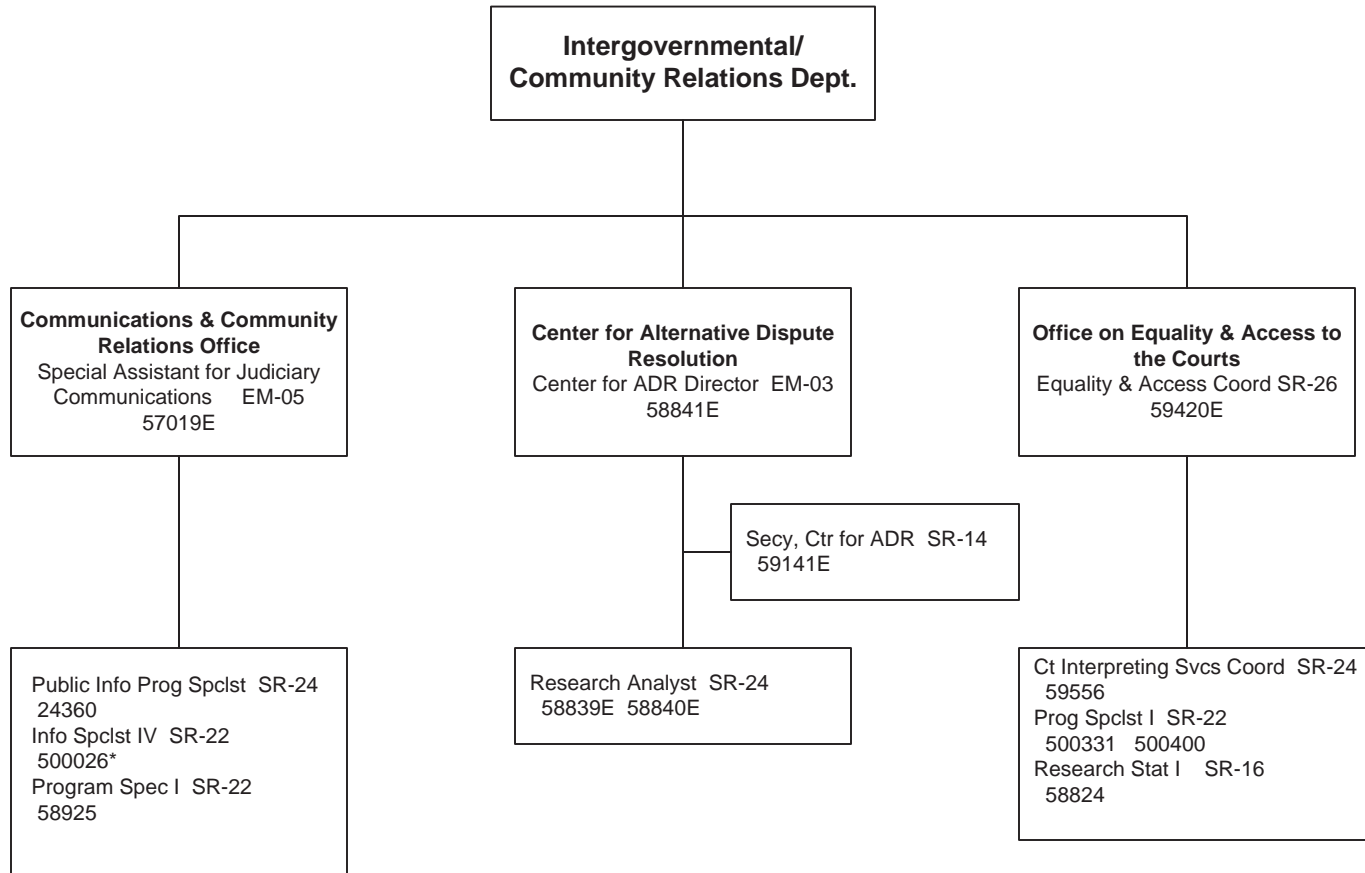 Intergovernmental/
Community Relations Dept.
Communications & Community
Relations Office
Special Assistant for Judiciary
Communications EM-05
57019E
Center for Alternative Dispute
Resolution
Center for ADR Director EM-03
58841E
Office on Equality & Access to
the Courts
Equality & Access Coord SR-26
59420E
Secy, Ctr for ADR SR-14
59141E
Public Info Prog Spclst SR-24
24360
Info Spclst IV SR-22
500026*
Program Spec I SR-22
58925
Research Analyst SR-24
58839E 58840E
Ct Interpreting Svcs Coord SR-24
59556
Prog Spclst I SR-22
500331 500400
Research Stat I SR-16
58824